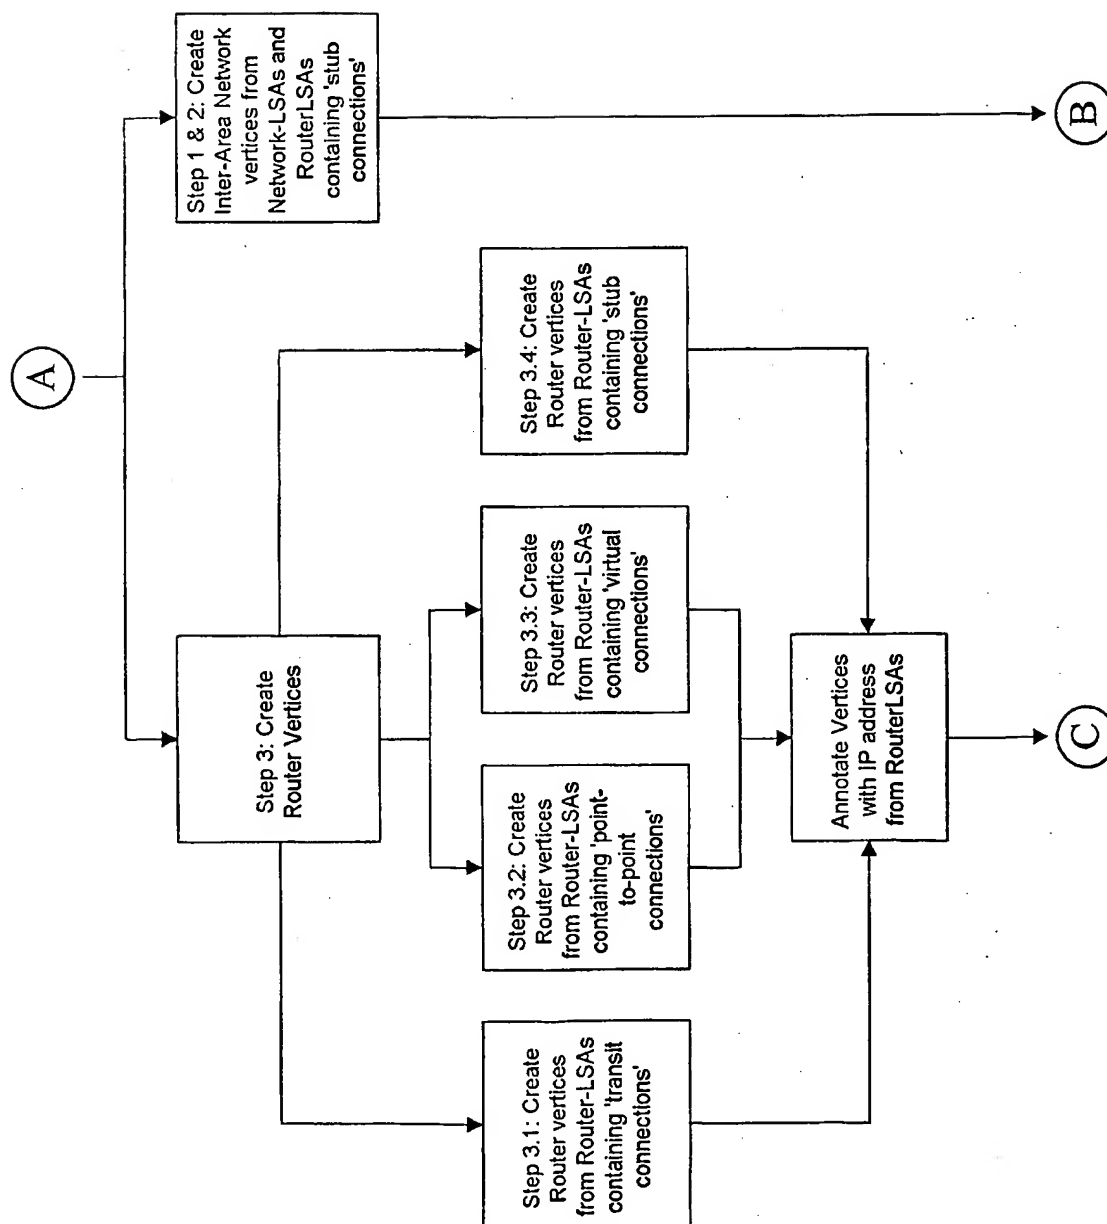 A
Step 3: Create
Router Vertices
Step 1 & 2: Create
Inter-Area Network
vertices from
Network-LSAs and
RouterLSAs
containing 'stub
connections'
Step 3.1: Create
Router vertices
from Router-LSAs
containing 'transit
connections'
Step 3.2: Create
Router vertices
from Router-LSAs
containing 'point-
to-point
connections'
Step 3.3: Create
Router vertices
from Router-LSAs
containing 'virtual
connections'
Step 3.4: Create
Router vertices
from Router-LSAs
containing 'stub
connections'
Annotate Vertices
with IP address
from RouterLSAs
C
B